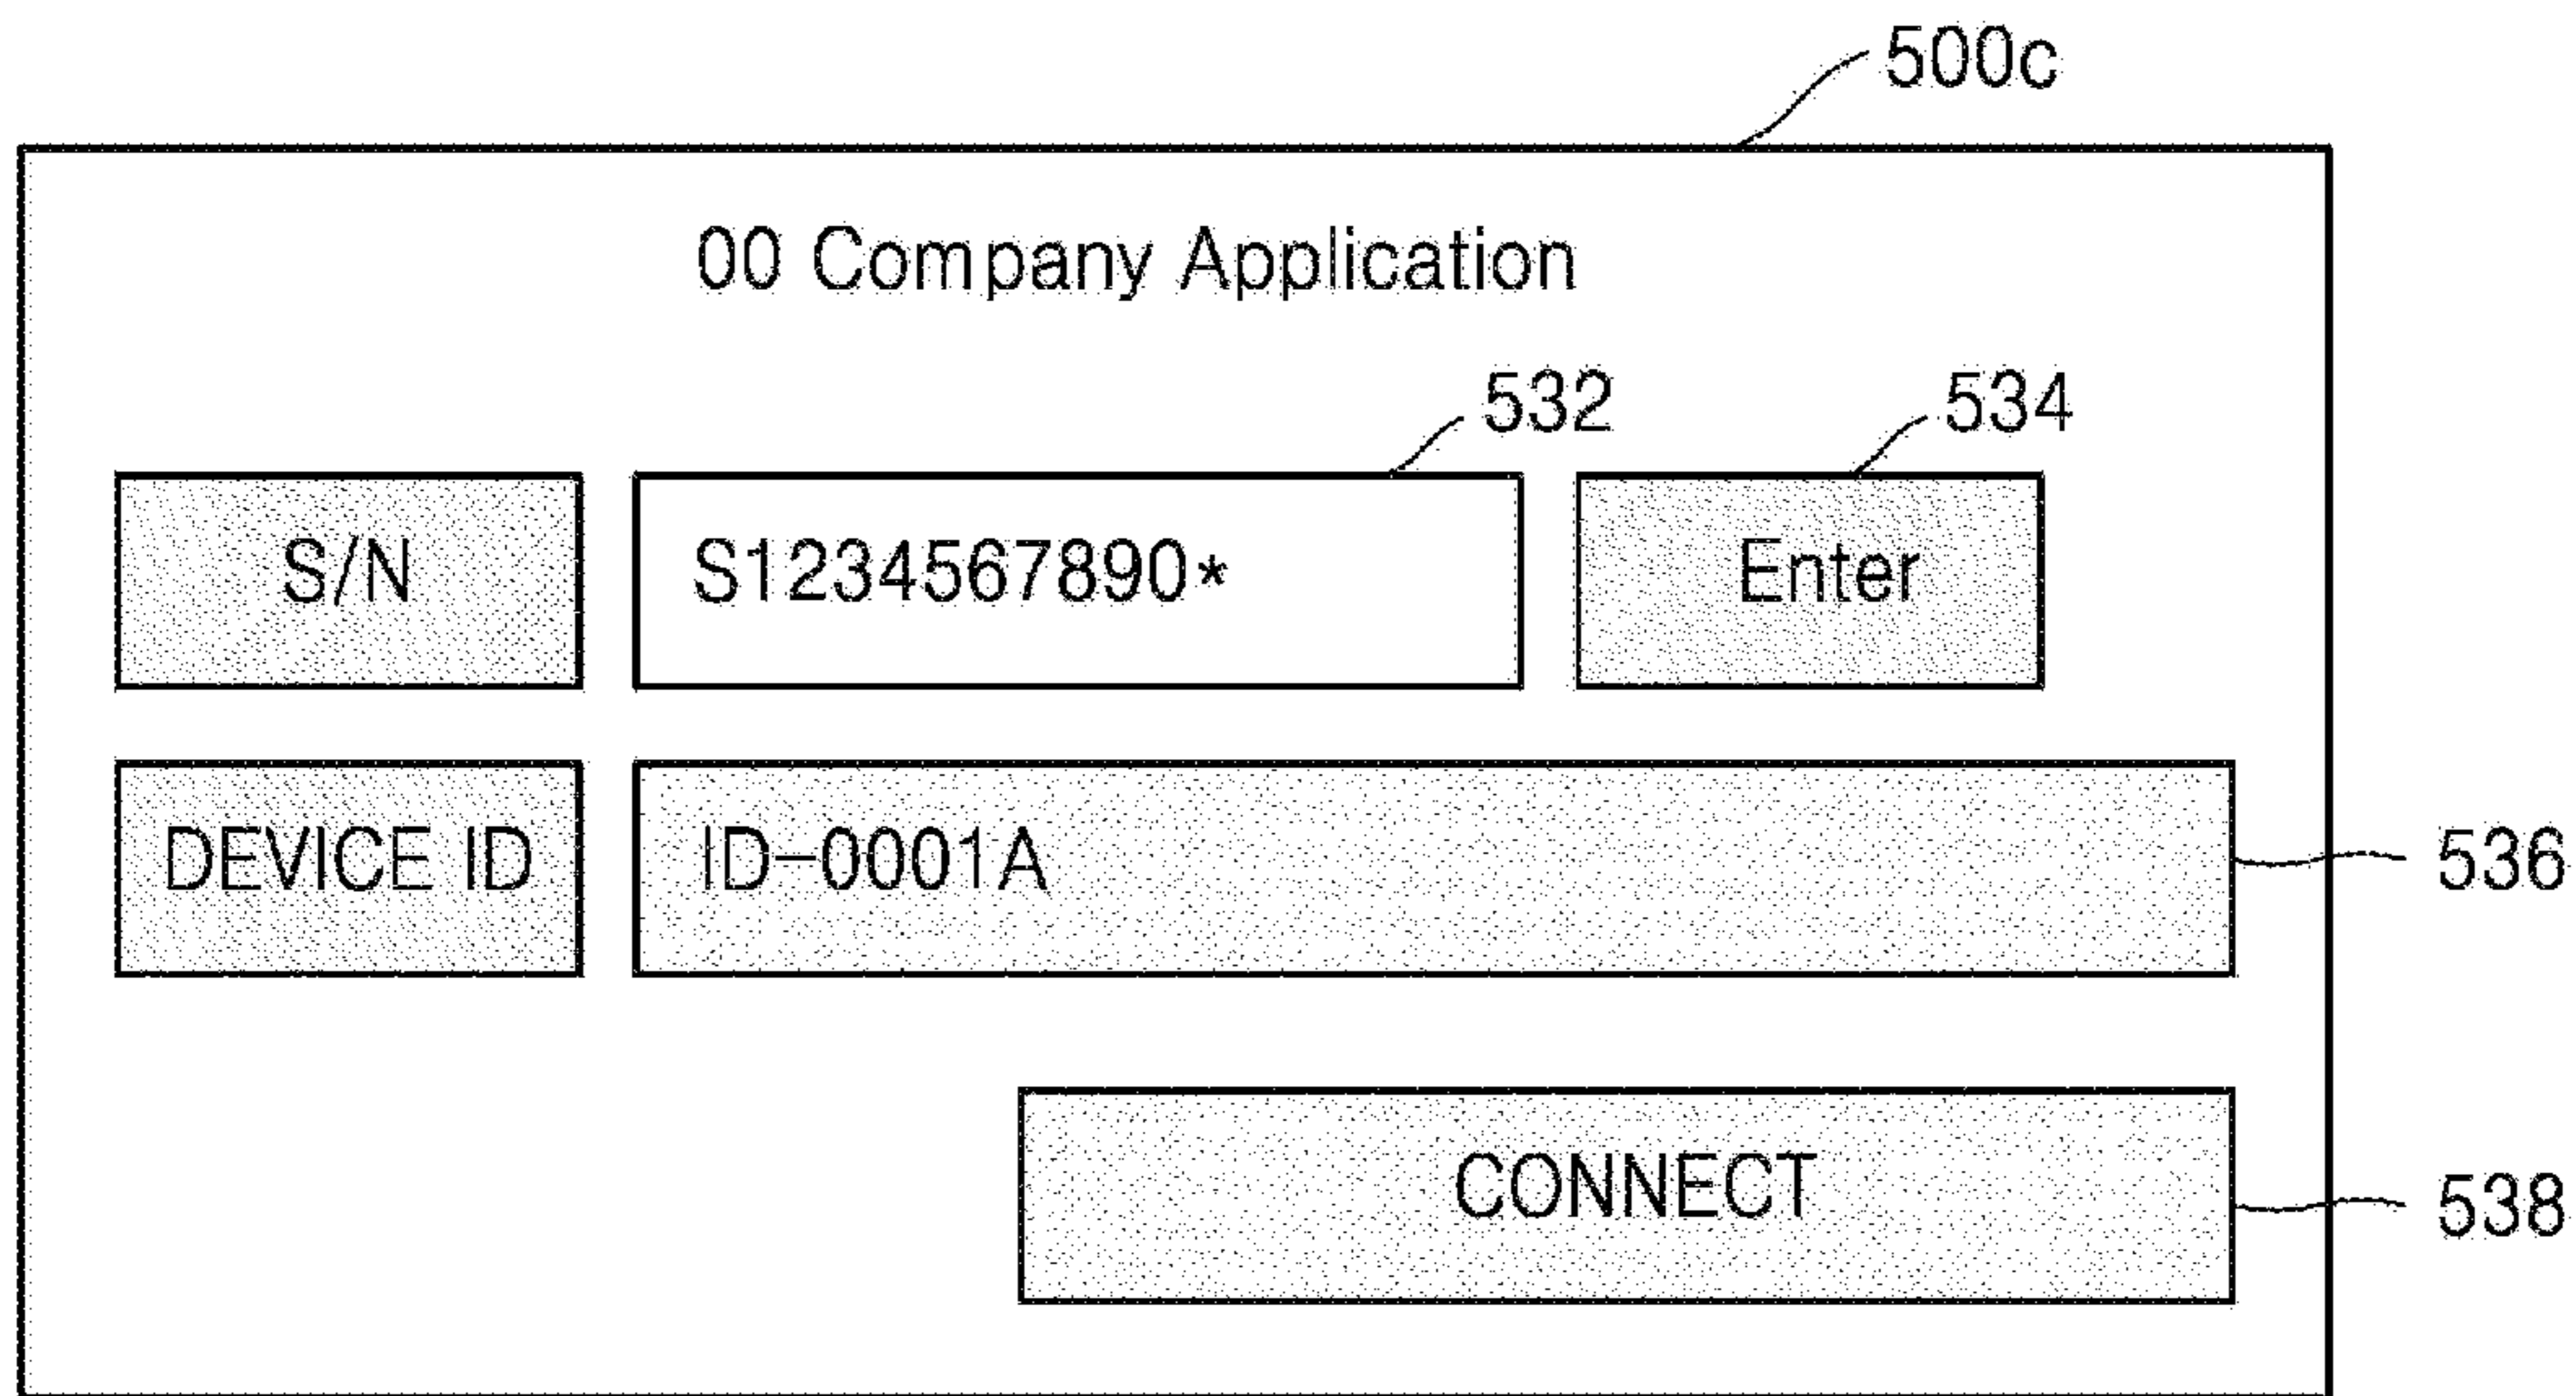 500c
00 Company Application
532 534
S/N S1234567890* Enter
DEVICE ID ID-0001A 536
CONNECT 538